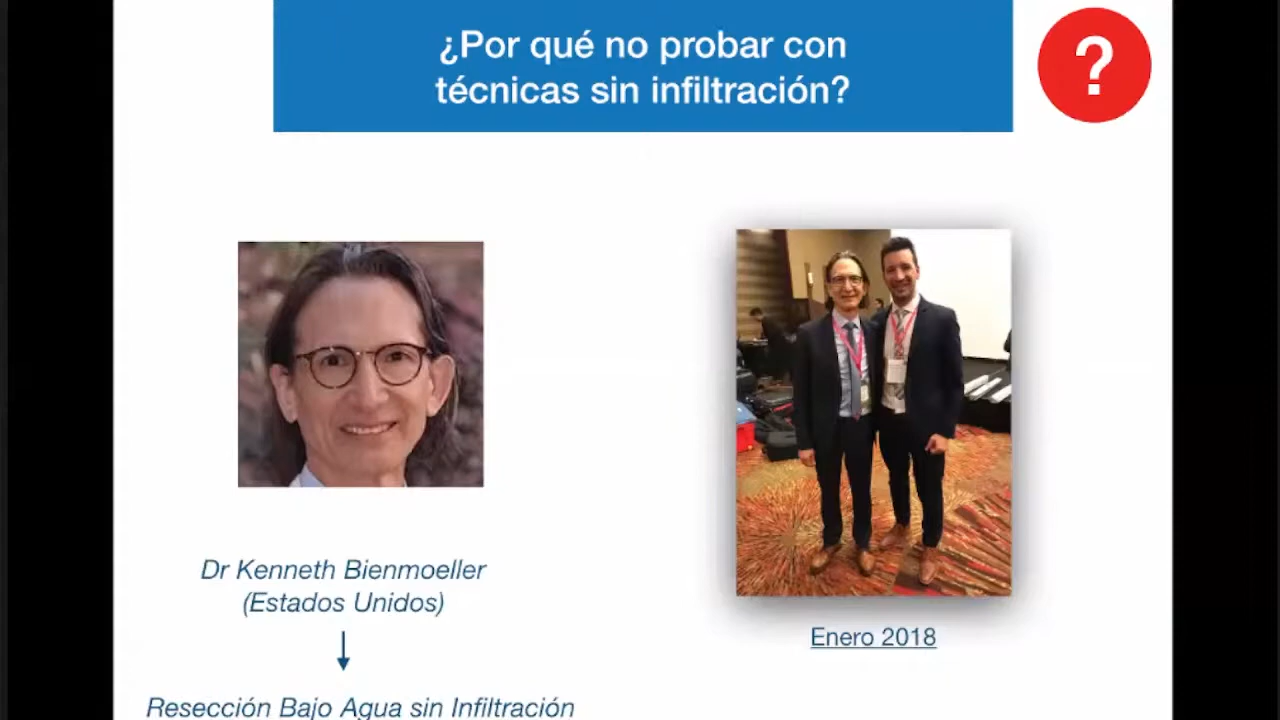 ¿Por qué no probar con
técnicas sin infiltración?
?
Dr Kenneth Bienmoeller
(Estados Unidos)
Resección Bajo Agua sin Infiltración
Enero 2018